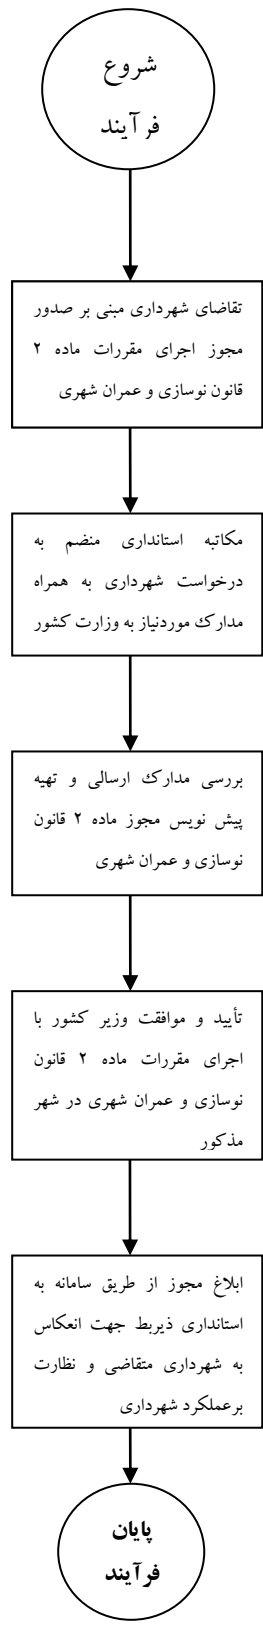 شروع
فرآیند
تقاضای شهرداری مبنی بر صدور
مجوز اجرای مقررات ماده ۲
قانون نوسازی و عمران شهری
مکاتبه استانداری منضم به
درخواست شهرداری به همراه
مدارک موردنیاز به وزارت کشور
بررسی مدارک ارسالی و تهیه
پیش نویس مجوز ماده ۲ قانون
نوسازی و عمران شهری
تأیید و موافقت وزیر کشور با
اجرای مقررات ماده ۲ قانون
نوسازی و عمران شهری در شهر
مذکور
ابلاغ مجوز از طریق سامانه به
استانداری ذیربط جهت انعکاس
به شهرداری متقاضی و نظارت
برعملکرد شهرداری
پایان
فرآیند